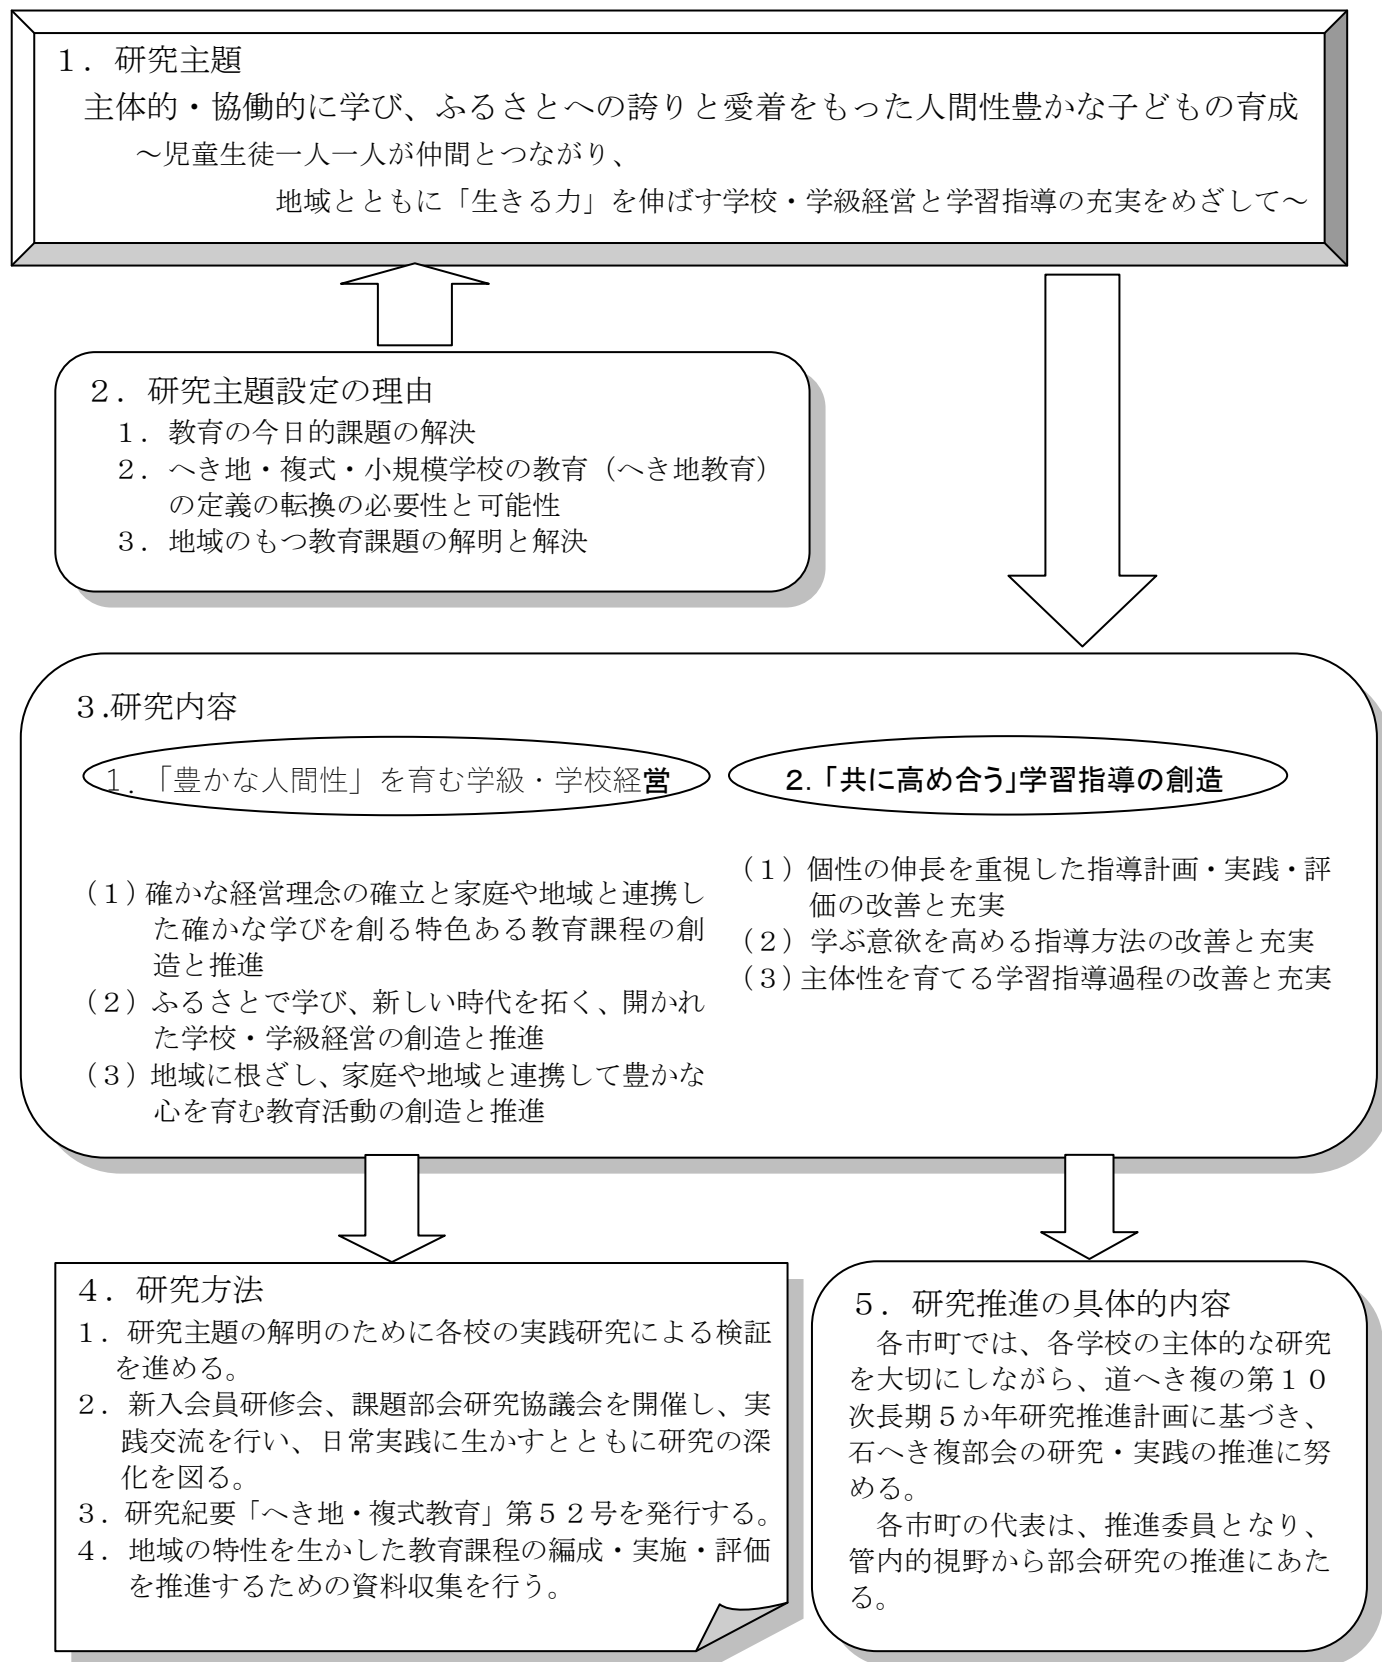 １．研究主題
主体的・協働的に学び、ふるさとへの誇りと愛着をもった人間性豊かな子どもの育成
～児童生徒一人一人が仲間とつながり、
地域とともに「生きる力」を伸ばす学校・学級経営と学習指導の充実をめざして～
２．研究主題設定の理由
１．教育の今日的課題の解決
２．へき地・複式・小規模学校の教育（へき地教育）
の定義の転換の必要性と可能性
３．地域のもつ教育課題の解明と解決
３.研究内容
１．「豊かな人間性」を育む学級・学校経営
（１）確かな経営理念の確立と家庭や地域と連携し
た確かな学びを創る特色ある教育課程の創
造と推進
（２）ふるさとで学び、新しい時代を拓く、開かれ
た学校・学級経営の創造と推進
（３）地域に根ざし、家庭や地域と連携して豊かな
心を育む教育活動の創造と推進
２.「共に高め合う」学習指導の創造
（１）個性の伸長を重視した指導計画・実践・評
価の改善と充実
（２）学ぶ意欲を高める指導方法の改善と充実
（３）主体性を育てる学習指導過程の改善と充実
４．研究方法
１．研究主題の解明のために各校の実践研究による検証
を進める。
２．新入会員研修会、課題部会研究協議会を開催し、実
践交流を行い、日常実践に生かすとともに研究の深
化を図る。
３．研究紀要「へき地・複式教育」第５２号を発行する。
４．地域の特性を生かした教育課程の編成・実施・評価
を推進するための資料収集を行う。
５．研究推進の具体的内容
各市町では、各学校の主体的な研究
を大切にしながら、道へき複の第１０
次長期５か年研究推進計画に基づき、
石へき複部会の研究・実践の推進に努
める。
各市町の代表は、推進委員となり、
管内的視野から部会研究の推進にあた
る。